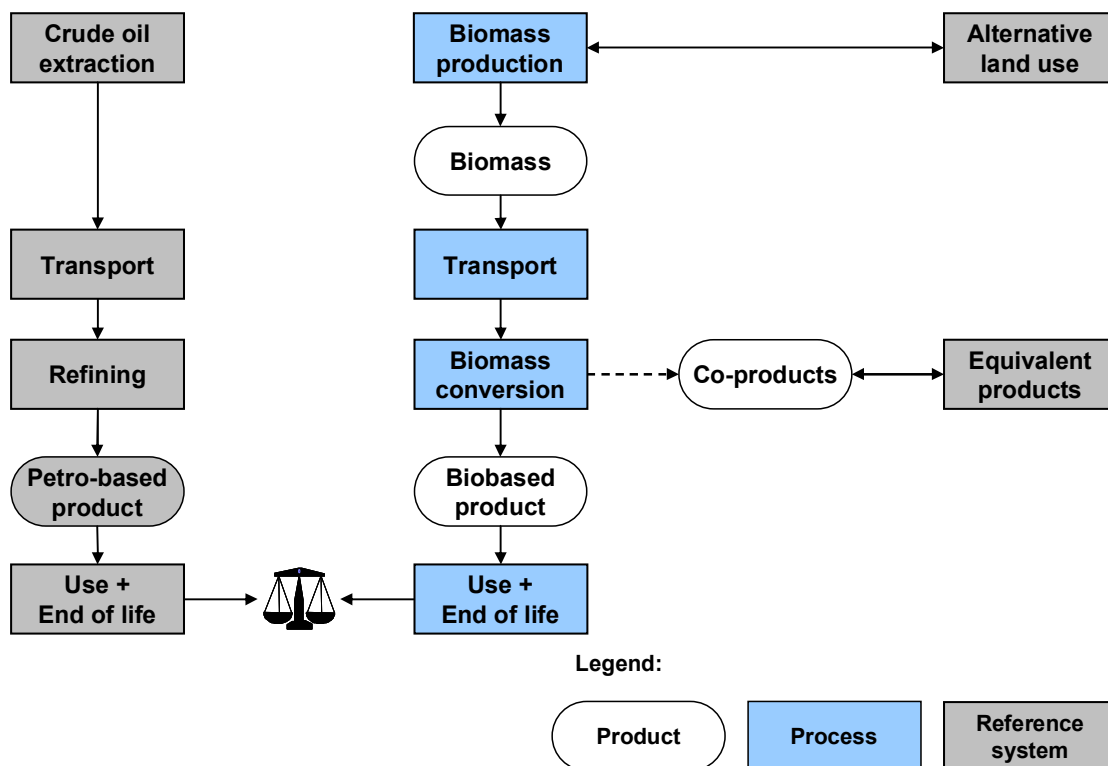 Crude oil
extraction
Biomass
production
Alternative
land use
Biomass
Transport
Transport
Refining
Biomass
conversion
Co-products
Equivalent
products
Petro-based
product
Biobased
product
Use +
End of life
Use +
End of life
Legend:
Product
Process
Reference
system